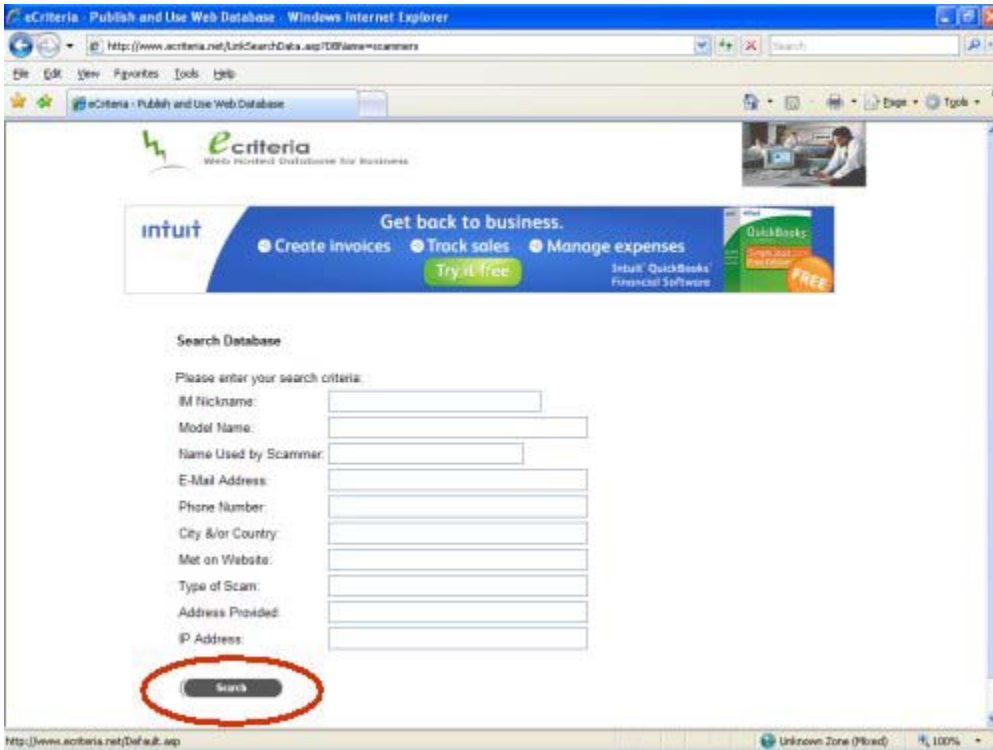 eCriteria - Publish and Use Web Database - Windows Internet Explorer
http://www.ecriteria.net/LinkSearchData.asp?DBName=scammers
Search
File Edit View Favorites Tools Help
eCriteria - Publish and Use Web Database
Page Tools
ecriteria
Web Hosted Database for Business
intuit
Get back to business.
Create invoices Track sales Manage expenses
Try it free
Intuit QuickBooks
Financial Software
QuickBooks
FREE
Search Database
Please enter your search criteria:
IM Nickname:
Model Name:
Name Used by Scammer:
E-Mail Address:
Phone Number:
City &/or Country:
Met on Website:
Type of Scam:
Address Provided:
IP Address:
Search
http://www.ecriteria.net/Default.asp
Unknown Zone (Mixed)
100%